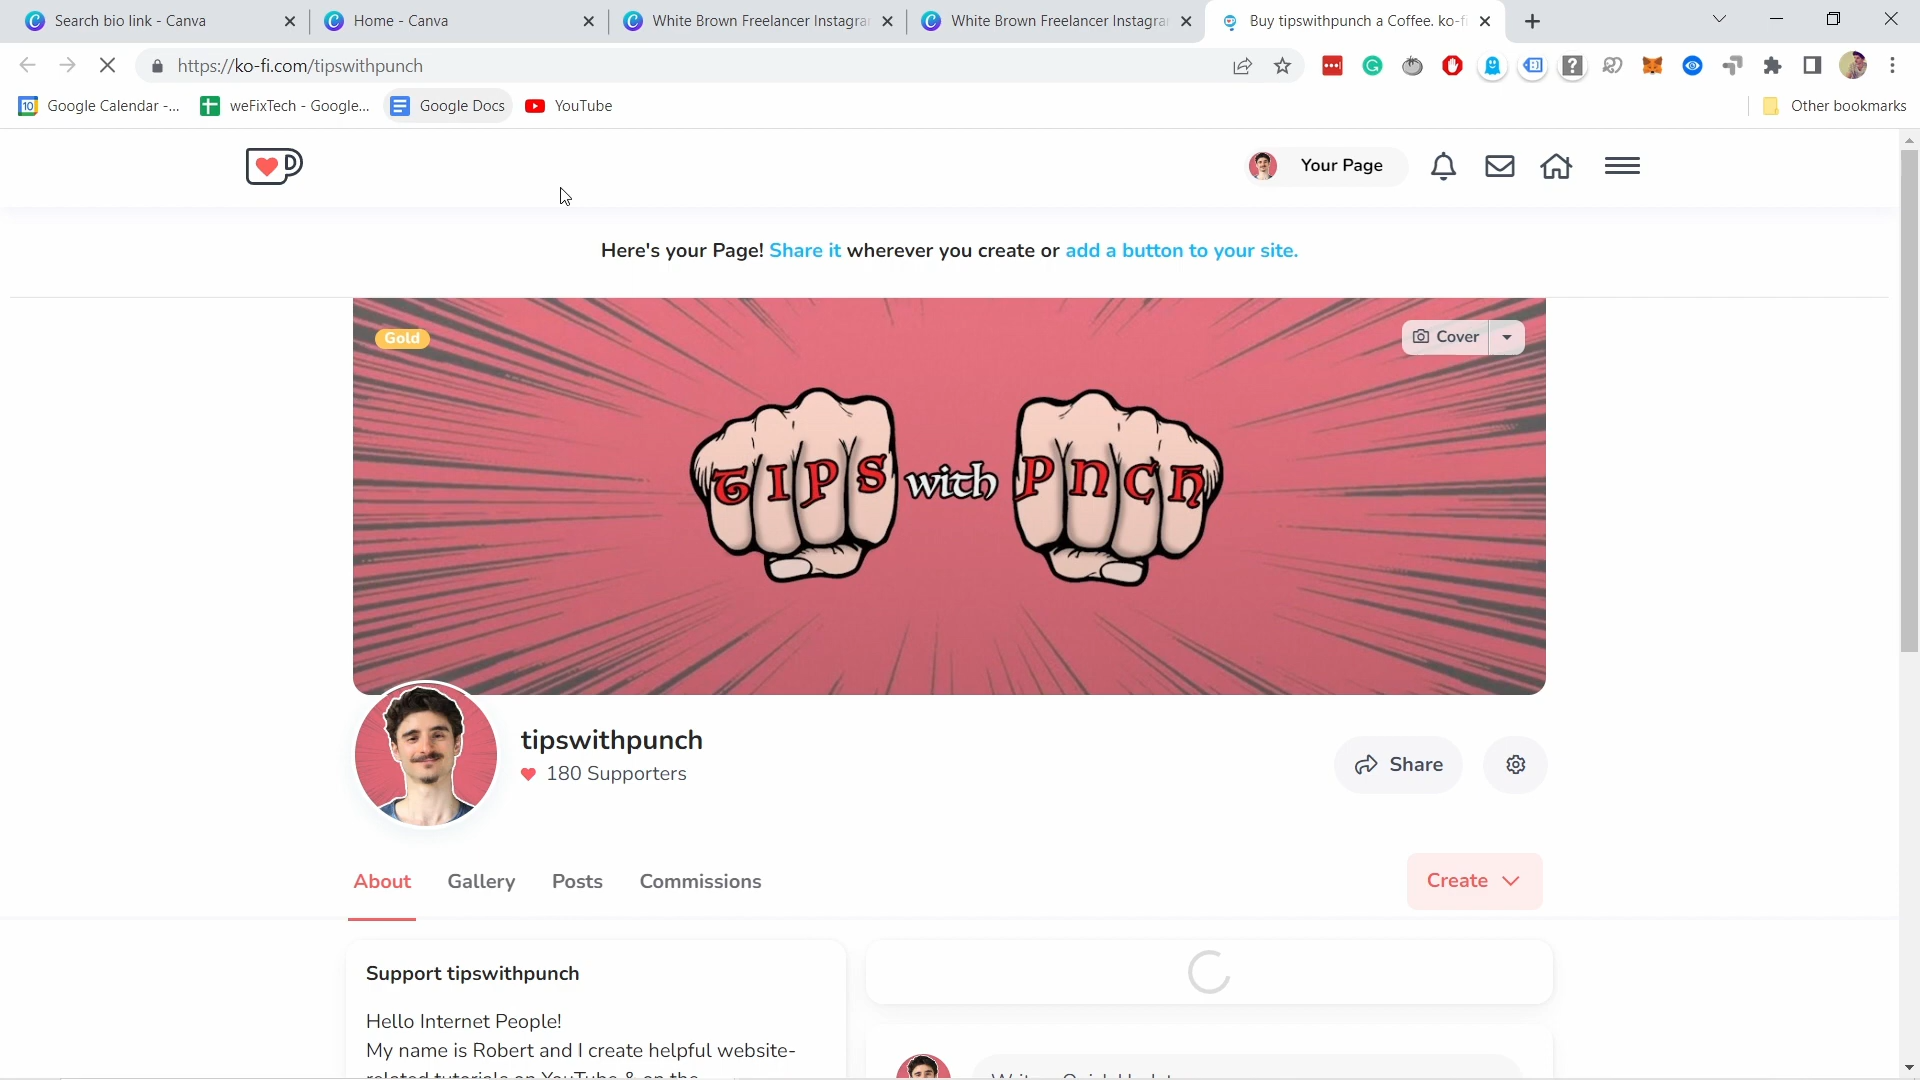 Search bio link - Canva
Home - Canva
White Brown Freelancer Instagra
White Brown Freelancer Instagra
Buy tipswithpunch a Coffee. ko-fi
https://ko-fi.com/tipswithpunch
Google Calendar -...
weFixTech - Google...
Google Docs
YouTube
Other bookmarks
Your Page
Here's your Page! Share it wherever you create or add a button to your site.
Gold
Cover
TIPS with PNCH
tipswithpunch
180 Supporters
Share
About
Gallery
Posts
Commissions
Create
Support tipswithpunch
Hello Internet People!
My name is Robert and I create helpful website-